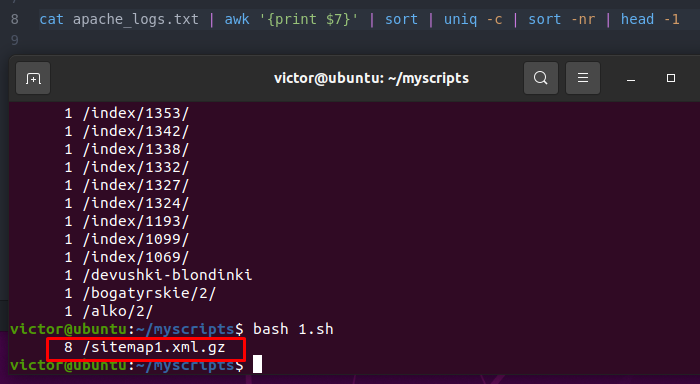 8 cat apache_logs.txt | awk '{print $7}' | sort | uniq -c | sort -nr | head -1
9
victor@ubuntu: ~/myscripts
1 /index/1353/
1 /index/1342/
1 /index/1338/
1 /index/1332/
1 /index/1327/
1 /index/1324/
1 /index/1193/
1 /index/1099/
1 /index/1069/
1 /devushki-blondinki
1 /bogatyrskie/2/
1 /alko/2/
victor@ubuntu:~/myscripts$ bash 1.sh
8 /sitemap1.xml.gz
victor@ubuntu:~/myscripts$